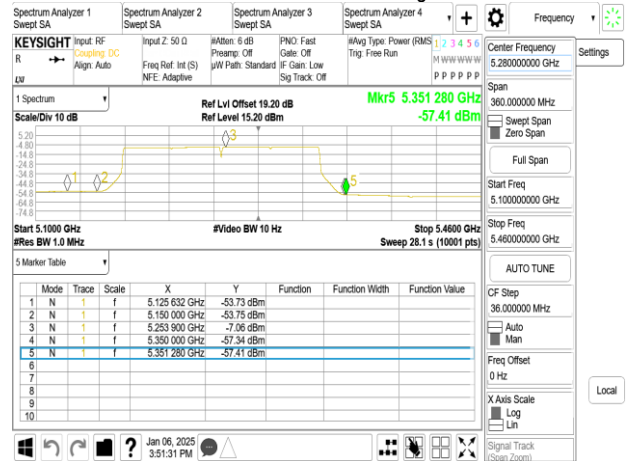 Spectrum Analyzer 1
Swept SA
Spectrum Analyzer 2
Swept SA
Spectrum Analyzer 3
Swept SA
Spectrum Analyzer 4
Swept SA
+
Frequency
KEYSIGHT
R
LW
Input: RF
Coupling: DC
Align: Auto
Input Z: 50 Ω
Freq Ref: Int (S)
NFE: Adaptive
#Atten: 6 dB
Preamp: Off
µW Path: Standard
PNO: Fast
Gate: Off
IF Gain: Low
Sig Track: Off
#Avg Type: Power (RMS
Trig: Free Run
1 2 3 4 5 6
M W W W W W
P P P P P P
1 Spectrum
Scale/Div 10 dB
Ref Lvl Offset 19.20 dB
Ref Level 15.20 dBm
Mkr5 5.351 280 GHz
-57.41 dBm
5.20
-4.80
-14.8
-24.8
-34.8
-44.8
-54.8
-64.8
-74.8
1
2
3
5
Start 5.1000 GHz
#Res BW 1.0 MHz
#Video BW 10 Hz
Stop 5.4600 GHz
Sweep 28.1 s (10001 pts)
5 Marker Table
Mode Trace Scale X Y Function Function Width Function Value
1 N 1 f 5.125 632 GHz -53.73 dBm
2 N 1 f 5.150 000 GHz -53.75 dBm
3 N 1 f 5.253 900 GHz -7.06 dBm
4 N 1 f 5.350 000 GHz -57.34 dBm
5 N 1 f 5.351 280 GHz -57.41 dBm
6
7
8
9
10
Jan 06, 2025
3:51:31 PM
?
Center Frequency
5.280000000 GHz
Settings
Span
360.000000 MHz
Swept Span
Zero Span
Full Span
Start Freq
5.100000000 GHz
Stop Freq
5.460000000 GHz
AUTO TUNE
CF Step
36.000000 MHz
Auto
Man
Freq Offset
0 Hz
Local
X Axis Scale
Log
Lin
Signal Track
(Span Zoom)